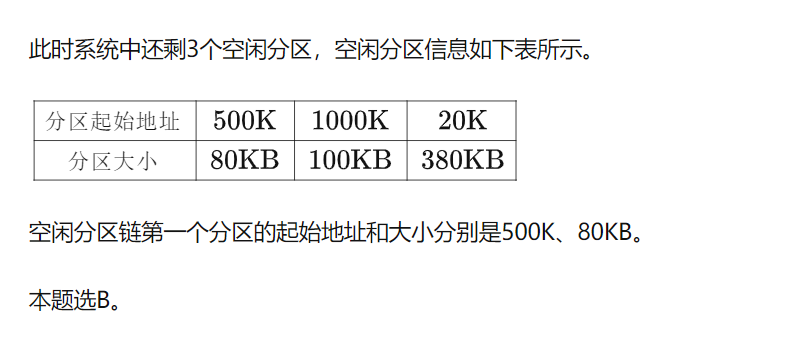 此时系统中还剩3个空闲分区，空闲分区信息如下表所示。
分区起始地址 500K 1000K 20K
分区大小 80KB 100KB 380KB
空闲分区链第一个分区的起始地址和大小分别是500K、80KB。
本题选B。